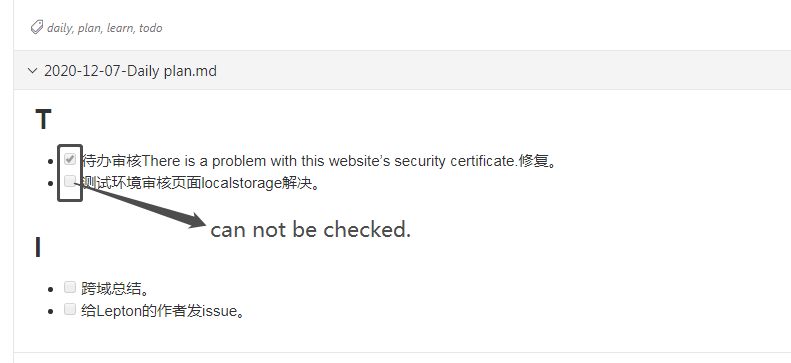 daily, plan, learn, todo
2020-12-07-Daily plan.md
T
待办审核There is a problem with this website's security certificate.修复。
测试环境审核页面localstorage解决。
can not be checked.
I
跨域总结。
给Lepton的作者发issue。